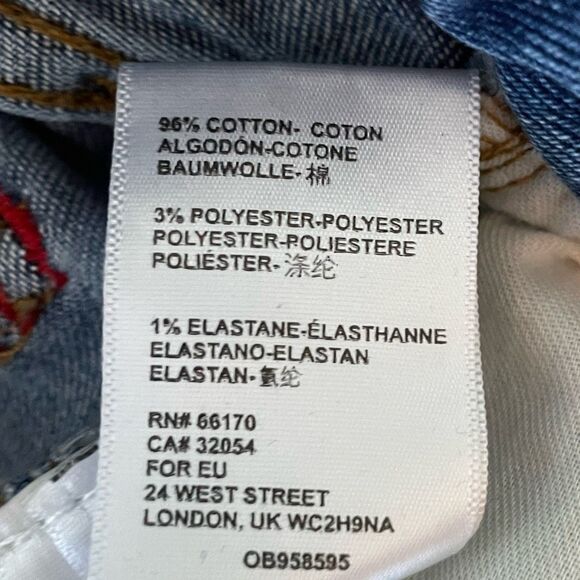 96% COTTON- COTON
ALGODÓN-COTONE
BAUMWOLLE-棉
3% POLYESTER-POLYESTER
POLYESTER-POLIESTERE
POLIÉSTER-涤纶
1% ELASTANE-ÉLASTHANNE
ELASTANO-ELASTAN
ELASTAN-氨纶
RN# 66170
CA# 32054
FOR EU
24 WEST STREET
LONDON, UK WC2H9NA
OB958595